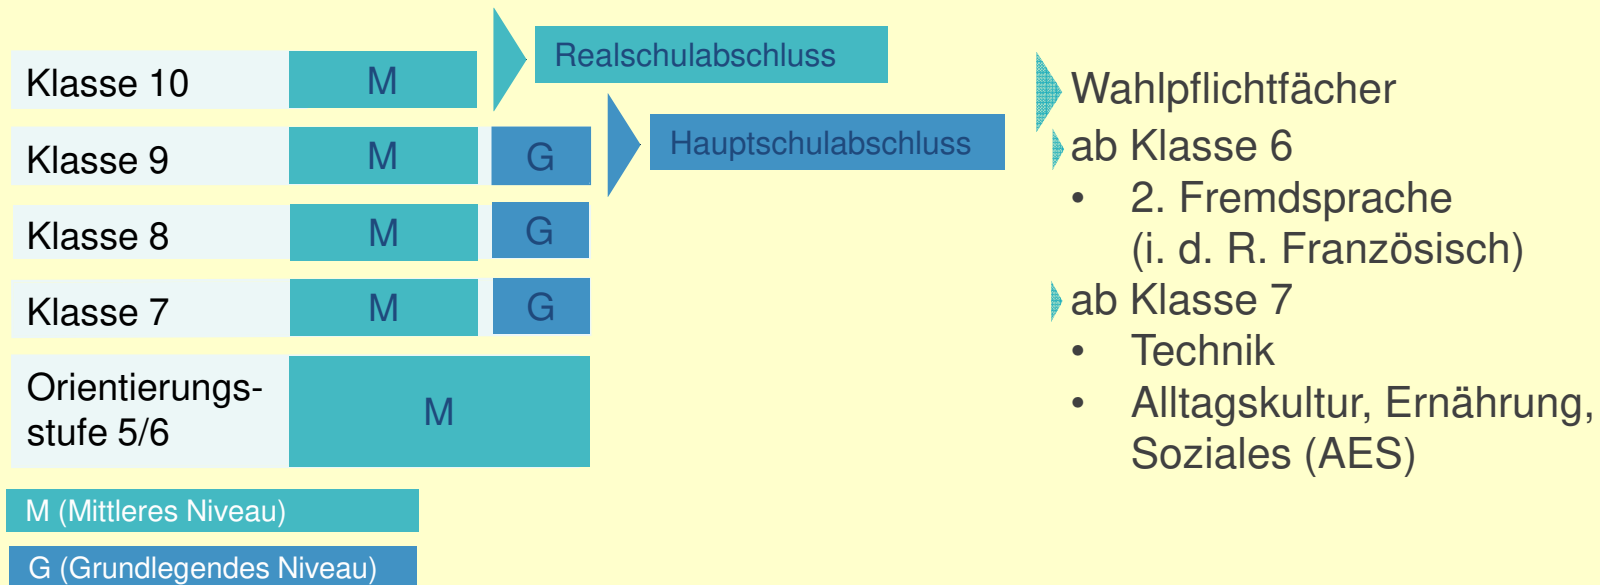 Klasse 10
M
Realschulabschluss
Klasse 9
M
G
Hauptschulabschluss
Klasse 8
M
G
Klasse 7
M
G
Orientierungs-
stufe 5/6
M
M (Mittleres Niveau)
G (Grundlegendes Niveau)
Wahlpflichtfächer
ab Klasse 6
• 2. Fremdsprache
(i. d. R. Französisch)
ab Klasse 7
• Technik
• Alltagskultur, Ernährung,
Soziales (AES)